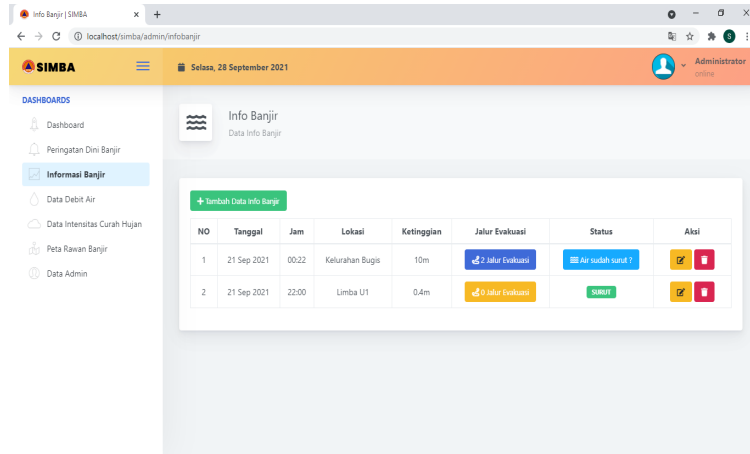 Info Banjir | SIMBA
localhost/simba/admin/infobanjir
S
SIMBA
Selasa, 28 September 2021
Administrator
online
DASHBOARDS
Dashboard
Peringatan Dini Banjir
Informasi Banjir
Data Debit Air
Data Intensitas Curah Hujan
Peta Rawan Banjir
Data Admin
Info Banjir
Data Info Banjir
+ Tambah Data Info Banjir
NO Tanggal Jam Lokasi Ketinggian Jalur Evakuasi Status Aksi
1 21 Sep 2021 00:22 Kelurahan Bugis 10m 2 Jalur Evakuasi Air sudah surut ?
2 21 Sep 2021 22:00 Limba U1 0.4m 0 Jalur Evakuasi SURUT